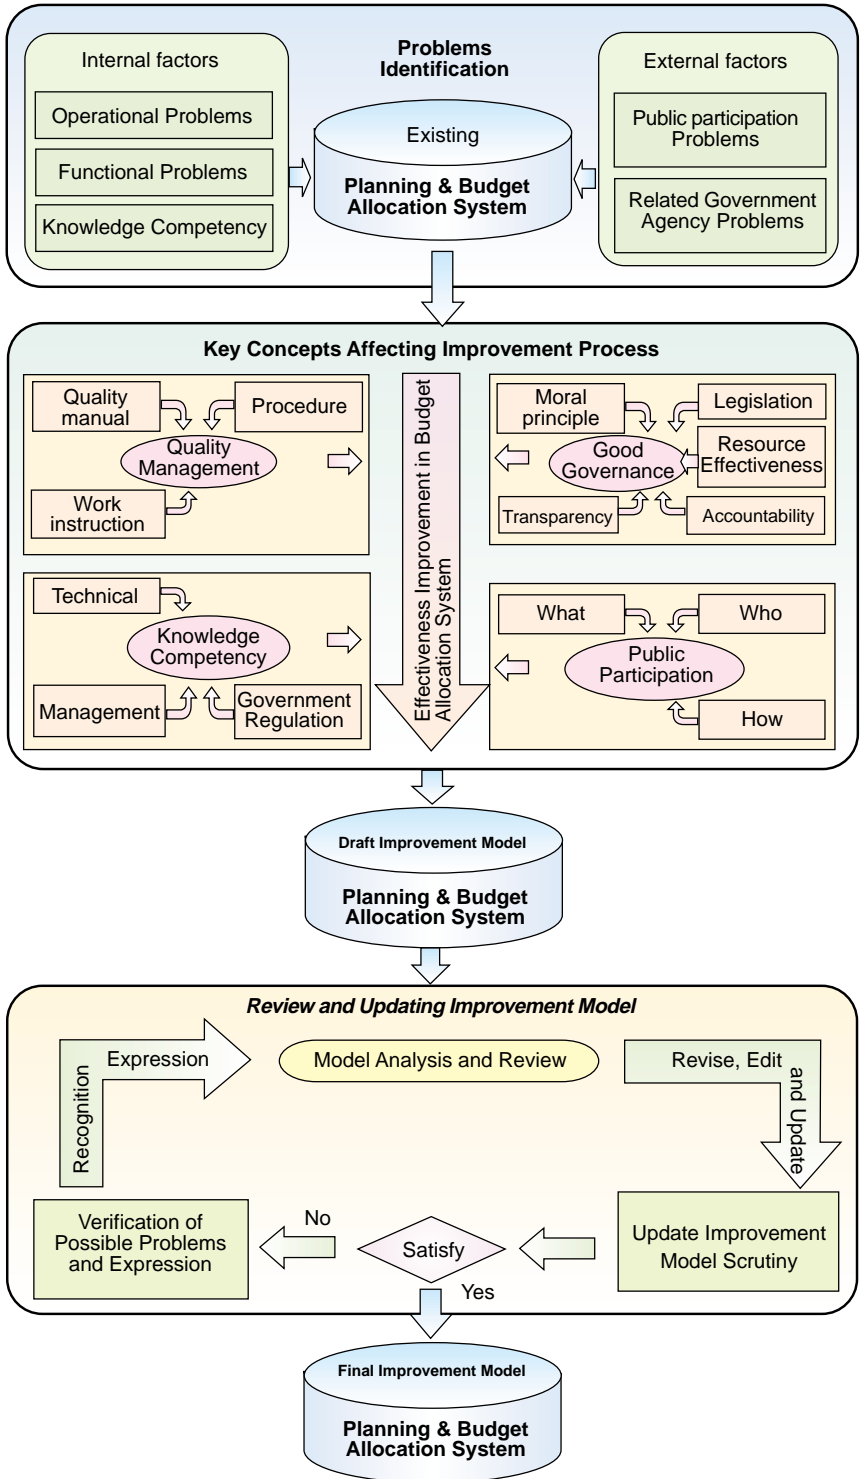 Problems
Identification
Internal factors
Operational Problems
Functional Problems
Knowledge Competency
Existing
Planning & Budget
Allocation System
External factors
Public participation
Problems
Related Government
Agency Problems
Key Concepts Affecting Improvement Process
Quality
manual
Procedure
Quality
Management
Work
instruction
Effectiveness Improvement in Budget
Allocation System
Moral
principle
Legislation
Good
Governance
Resource
Effectiveness
Transparency
Accountability
Technical
Knowledge
Competency
Management
Government
Regulation
What
Who
Public
Participation
How
Draft Improvement Model
Planning & Budget
Allocation System
Review and Updating Improvement Model
Recognition
Expression
Model Analysis and Review
Revise, Edit
and Update
Verification of
Possible Problems
and Expression
No
Satisfy
Yes
Update Improvement
Model Scrutiny
Final Improvement Model
Planning & Budget
Allocation System